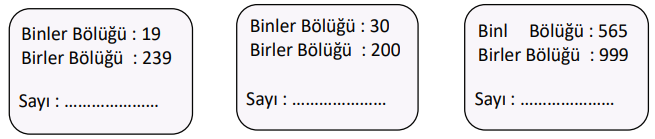 Binler Bölüğü : 19
Birler Bölüğü : 239
Sayı : …………………
Binler Bölüğü : 30
Birler Bölüğü : 200
Sayı : …………………
Binl Bölüğü : 565
Birler Bölüğü : 999
Sayı : …………………